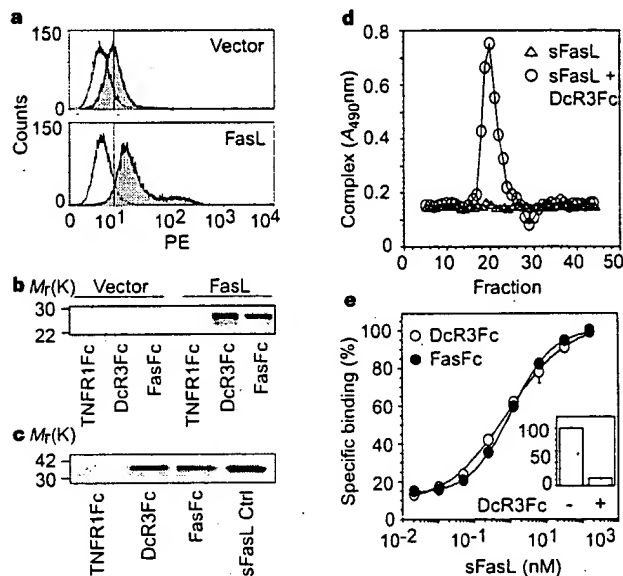 a
150
Vector
0
150
FasL
0
Counts
0 10¹ 10² 10³ 10⁴
PE
b Mr(K) Vector FasL
30
22
TNFR1Fc
DcR3Fc
FasFc
TNFR1Fc
DcR3Fc
FasFc
c Mr(K)
42
30
TNFR1Fc
DcR3Fc
FasFc
sFasL Ctrl
d
Complex (A490nm)
0.8
0.6
0.4
0.2
0
sFasL
sFasL +
DcR3Fc
0 10 20 30 40 50
Fraction
e
Specific binding (%)
100
80
60
40
20
0
DcR3Fc
FasFc
100
50
0
DcR3Fc - +
10⁻² 10⁻¹ 10⁰ 10¹ 10² 10³
sFasL (nM)